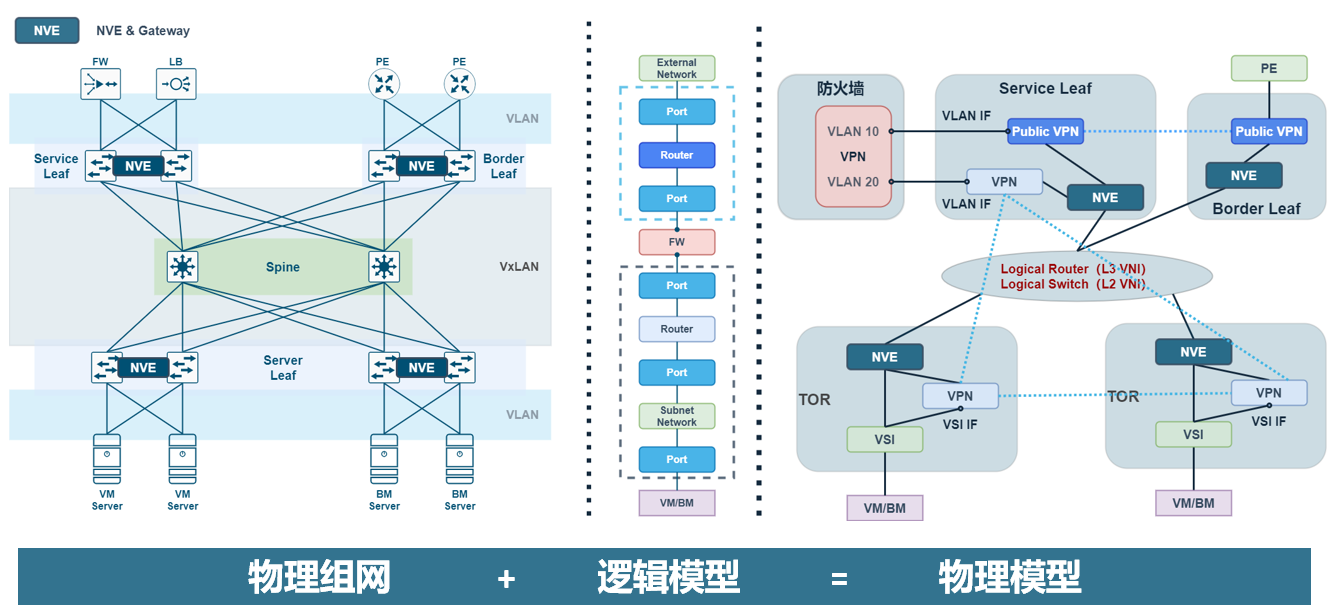 NVE
NVE & Gateway
FW
LB
PE
PE
VLAN
Service
Leaf
NVE
NVE
Border
Leaf
Spine
VxLAN
NVE
Server
Leaf
NVE
VLAN
VM
Server
VM
Server
BM
Server
BM
Server
External
Network
Port
Router
Port
FW
Port
Router
Port
Subnet
Network
Port
VM/BM
防火墙
VLAN 10
VPN
VLAN 20
Service Leaf
VLAN IF
Public VPN
VPN
VLAN IF
NVE
PE
Public VPN
NVE
Border Leaf
Logical Router（L3 VNI）
Logical Switch（L2 VNI）
NVE
TOR
VPN
VSI IF
VSI
VM/BM
NVE
TOR
VPN
VSI IF
VSI
VM/BM
物理组网 + 逻辑模型 = 物理模型